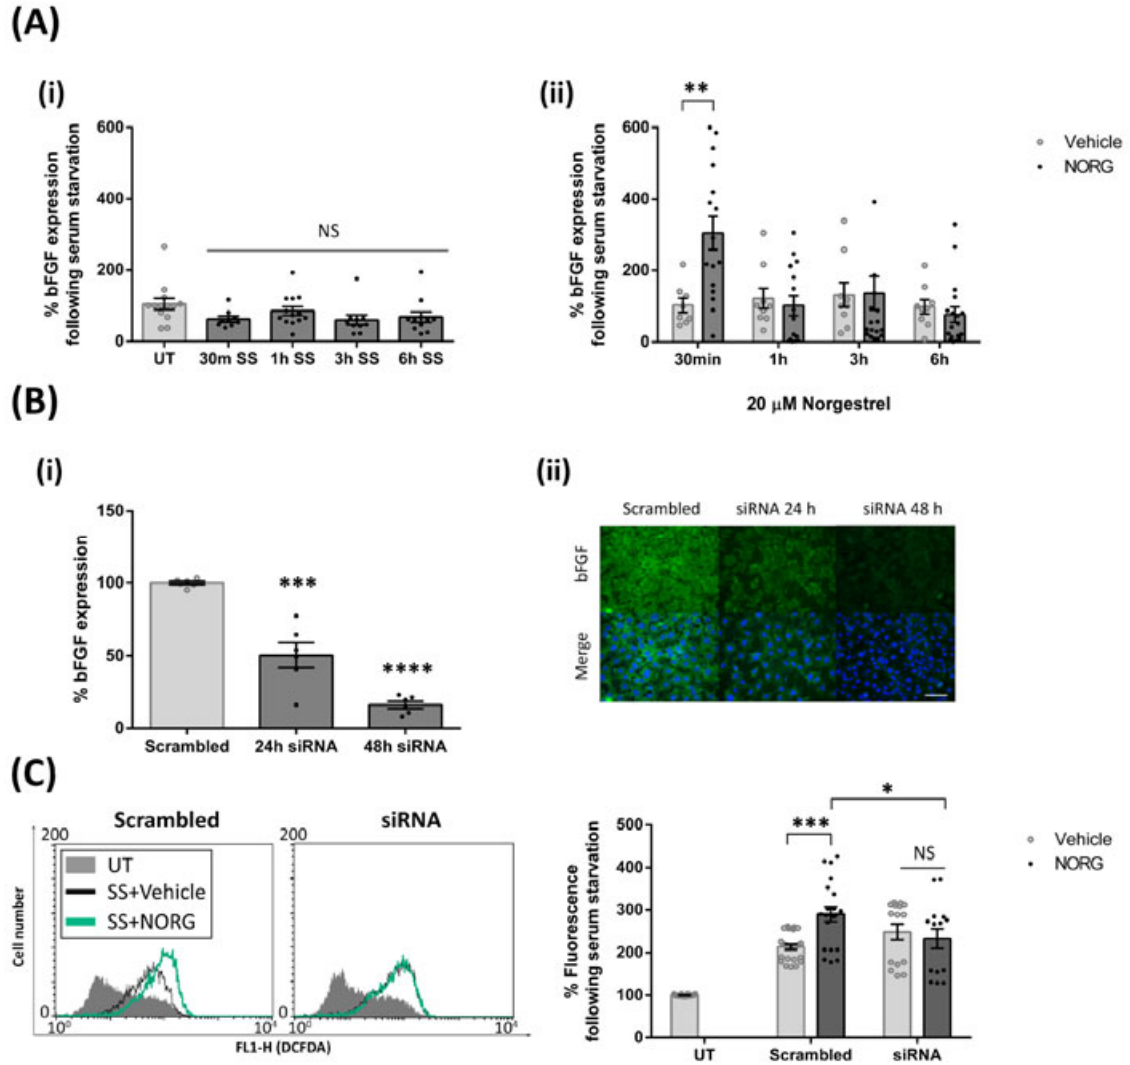 (A)
(i)
% bFGF expression
following serum starvation
600
400
200
0
NS
UT
30m SS
1h SS
3h SS
6h SS
(ii)
% bFGF expression
following serum starvation
600
400
200
0
**
30min
1h
3h
6h
20 µM Norgestrel
Vehicle
NORG
(B)
(i)
% bFGF expression
150
100
50
0
***
****
Scrambled
24h siRNA
48h siRNA
(ii)
Scrambled
siRNA 24 h
siRNA 48 h
bFGF
Merge
(C)
Scrambled
siRNA
Cell number
200
0
UT
SS+Vehicle
SS+NORG
10⁰
10⁴
200
0
10⁰
10⁴
FL1-H (DCFDA)
% Fluorescence
following serum starvation
500
400
300
200
100
0
***
*
NS
UT
Scrambled
siRNA
Vehicle
NORG